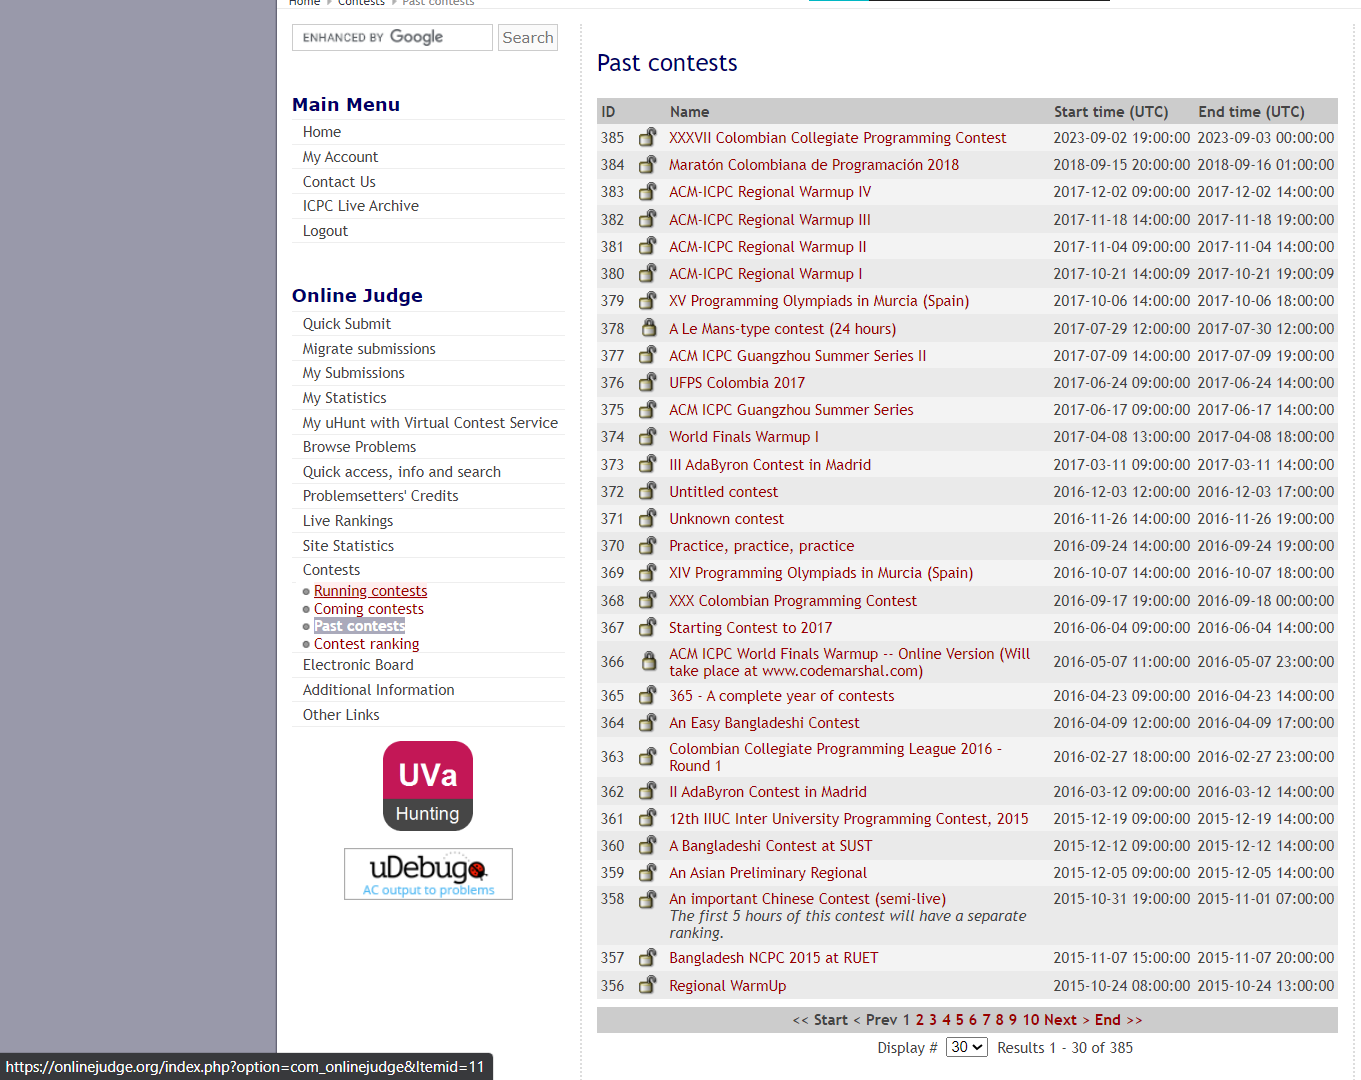 Home Contests Past contests
ENHANCED BY Google Search
Main Menu
Home
My Account
Contact Us
ICPC Live Archive
Logout
Online Judge
Quick Submit
Migrate submissions
My Submissions
My Statistics
My uHunt with Virtual Contest Service
Browse Problems
Quick access, info and search
Problemsetters' Credits
Live Rankings
Site Statistics
Contests
Running contests
Coming contests
Past contests
Contest ranking
Electronic Board
Additional Information
Other Links
UVa
Hunting
uDebug
AC output to problems
Past contests
ID Name Start time (UTC) End time (UTC)
385 XXXVII Colombian Collegiate Programming Contest 2023-09-02 19:00:00 2023-09-03 00:00:00
384 Maratón Colombiana de Programación 2018 2018-09-15 20:00:00 2018-09-16 01:00:00
383 ACM-ICPC Regional Warmup IV 2017-12-02 09:00:00 2017-12-02 14:00:00
382 ACM-ICPC Regional Warmup III 2017-11-18 14:00:00 2017-11-18 19:00:00
381 ACM-ICPC Regional Warmup II 2017-11-04 09:00:00 2017-11-04 14:00:00
380 ACM-ICPC Regional Warmup I 2017-10-21 14:00:09 2017-10-21 19:00:09
379 XV Programming Olympiads in Murcia (Spain) 2017-10-06 14:00:00 2017-10-06 18:00:00
378 A Le Mans-type contest (24 hours) 2017-07-29 12:00:00 2017-07-30 12:00:00
377 ACM ICPC Guangzhou Summer Series II 2017-07-09 14:00:00 2017-07-09 19:00:00
376 UFPS Colombia 2017 2017-06-24 09:00:00 2017-06-24 14:00:00
375 ACM ICPC Guangzhou Summer Series 2017-06-17 09:00:00 2017-06-17 14:00:00
374 World Finals Warmup I 2017-04-08 13:00:00 2017-04-08 18:00:00
373 III AdaByron Contest in Madrid 2017-03-11 09:00:00 2017-03-11 14:00:00
372 Untitled contest 2016-12-03 12:00:00 2016-12-03 17:00:00
371 Unknown contest 2016-11-26 14:00:00 2016-11-26 19:00:00
370 Practice, practice, practice 2016-09-24 14:00:00 2016-09-24 19:00:00
369 XIV Programming Olympiads in Murcia (Spain) 2016-10-07 14:00:00 2016-10-07 18:00:00
368 XXX Colombian Programming Contest 2016-09-17 19:00:00 2016-09-18 00:00:00
367 Starting Contest to 2017 2016-06-04 09:00:00 2016-06-04 14:00:00
366 ACM ICPC World Finals Warmup -- Online Version (Will 2016-05-07 11:00:00 2016-05-07 23:00:00
take place at www.codemarshal.com)
365 365 - A complete year of contests 2016-04-23 09:00:00 2016-04-23 14:00:00
364 An Easy Bangladeshi Contest 2016-04-09 12:00:00 2016-04-09 17:00:00
363 Colombian Collegiate Programming League 2016 - 2016-02-27 18:00:00 2016-02-27 23:00:00
Round 1
362 II AdaByron Contest in Madrid 2016-03-12 09:00:00 2016-03-12 14:00:00
361 12th IIUC Inter University Programming Contest, 2015 2015-12-19 09:00:00 2015-12-19 14:00:00
360 A Bangladeshi Contest at SUST 2015-12-12 09:00:00 2015-12-12 14:00:00
359 An Asian Preliminary Regional 2015-12-05 09:00:00 2015-12-05 14:00:00
358 An important Chinese Contest (semi-live) 2015-10-31 19:00:00 2015-11-01 07:00:00
The first 5 hours of this contest will have a separate
ranking.
357 Bangladesh NCPC 2015 at RUET 2015-11-07 15:00:00 2015-11-07 20:00:00
356 Regional WarmUp 2015-10-24 08:00:00 2015-10-24 13:00:00
<< Start < Prev 1 2 3 4 5 6 7 8 9 10 Next > End >>
Display # 30 Results 1 - 30 of 385
https://onlinejudge.org/index.php?option=com_onlinejudge&Itemid=11